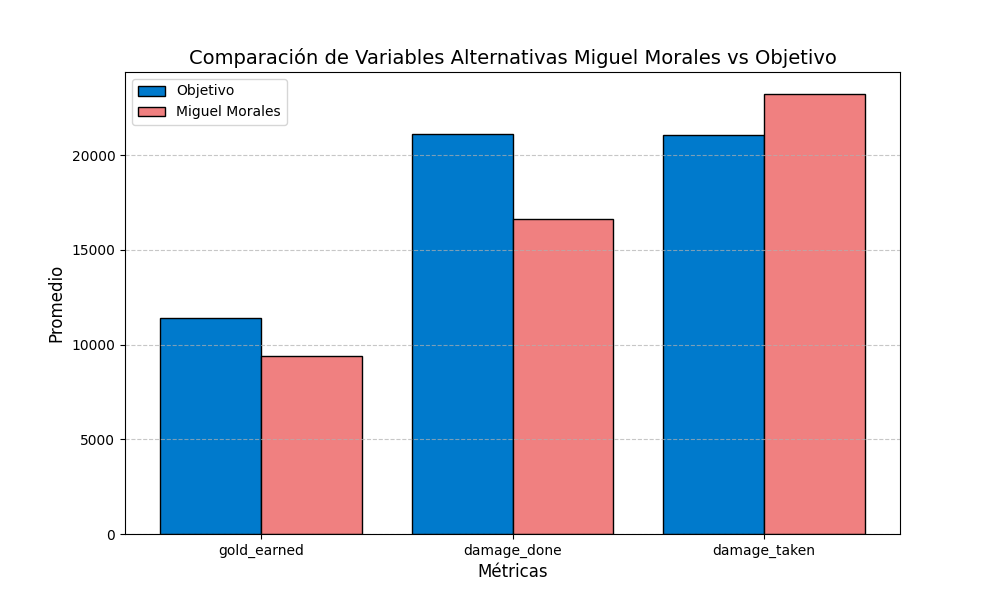 Comparación de Variables Alternativas Miguel Morales vs Objetivo
Objetivo
Miguel Morales
Promedio
20000
15000
10000
5000
0
gold_earned
damage_done
damage_taken
Métricas